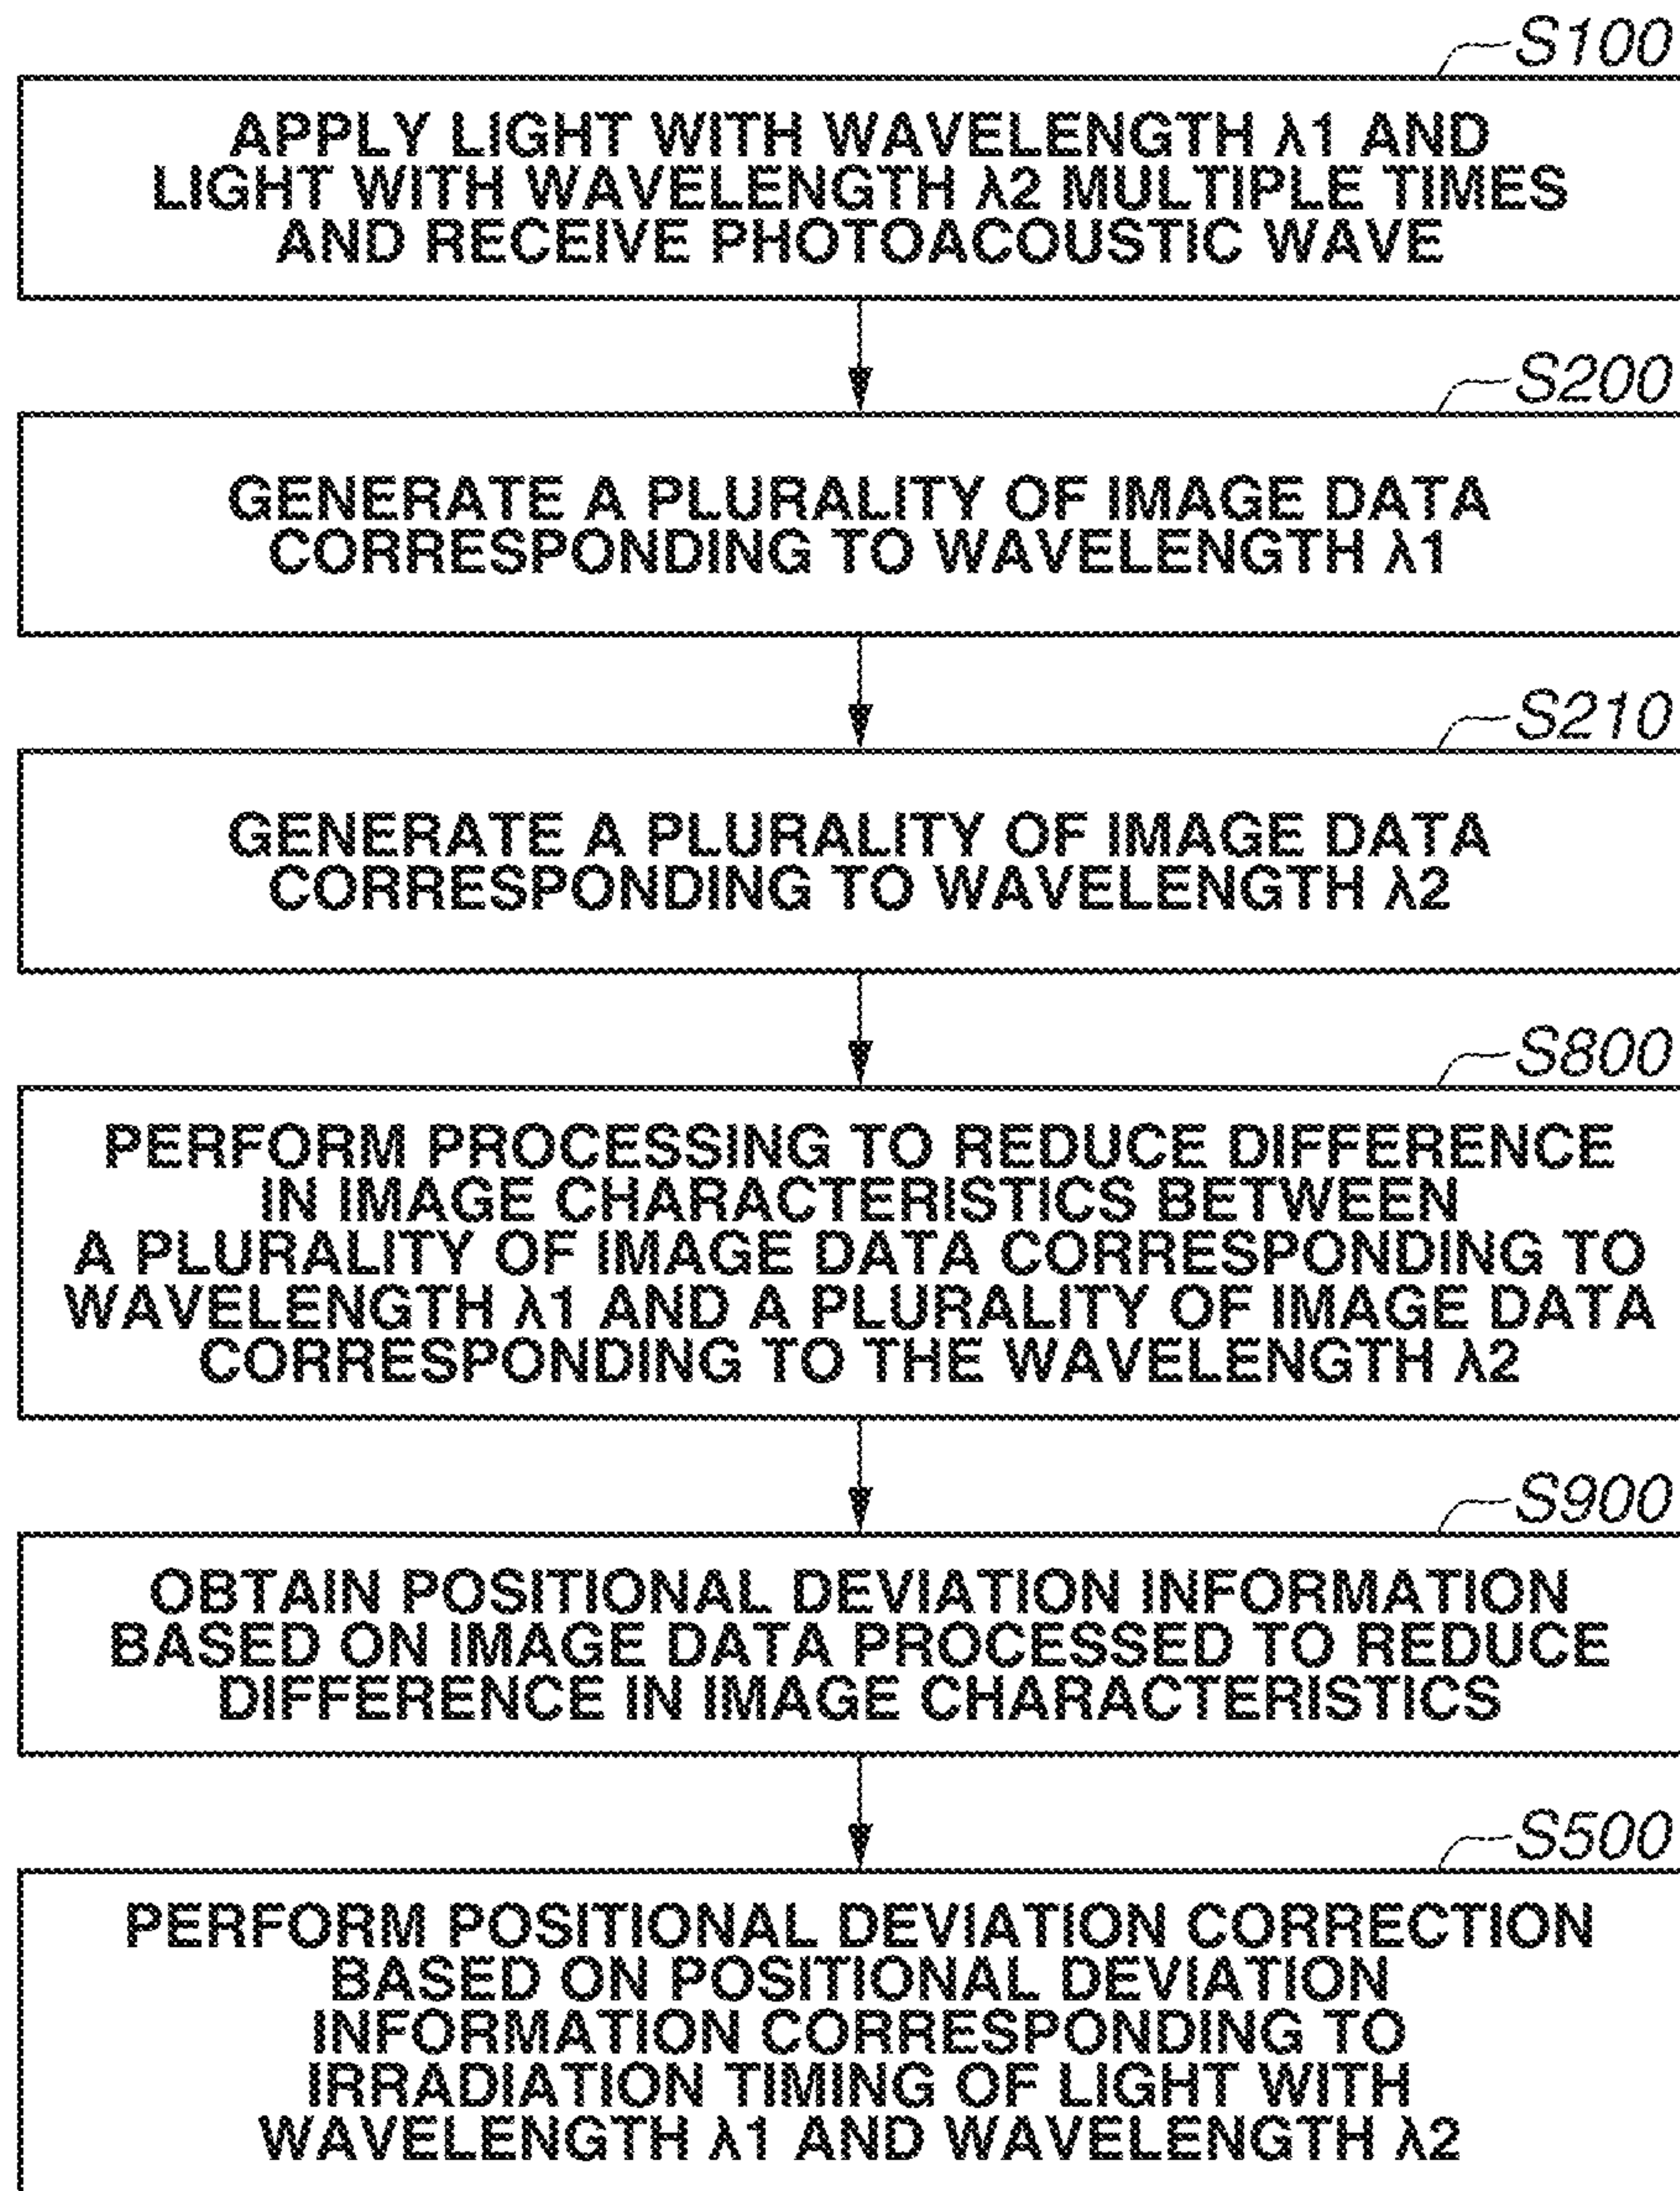 S100
APPLY LIGHT WITH WAVELENGTH λ1 AND
LIGHT WITH WAVELENGTH λ2 MULTIPLE TIMES
AND RECEIVE PHOTOACOUSTIC WAVE
S200
GENERATE A PLURALITY OF IMAGE DATA
CORRESPONDING TO WAVELENGTH λ1
S210
GENERATE A PLURALITY OF IMAGE DATA
CORRESPONDING TO WAVELENGTH λ2
S800
PERFORM PROCESSING TO REDUCE DIFFERENCE
IN IMAGE CHARACTERISTICS BETWEEN
A PLURALITY OF IMAGE DATA CORRESPONDING TO
WAVELENGTH λ1 AND A PLURALITY OF IMAGE DATA
CORRESPONDING TO THE WAVELENGTH λ2
S900
OBTAIN POSITIONAL DEVIATION INFORMATION
BASED ON IMAGE DATA PROCESSED TO REDUCE
DIFFERENCE IN IMAGE CHARACTERISTICS
S500
PERFORM POSITIONAL DEVIATION CORRECTION
BASED ON POSITIONAL DEVIATION
INFORMATION CORRESPONDING TO
IRRADIATION TIMING OF LIGHT WITH
WAVELENGTH λ1 AND WAVELENGTH λ2